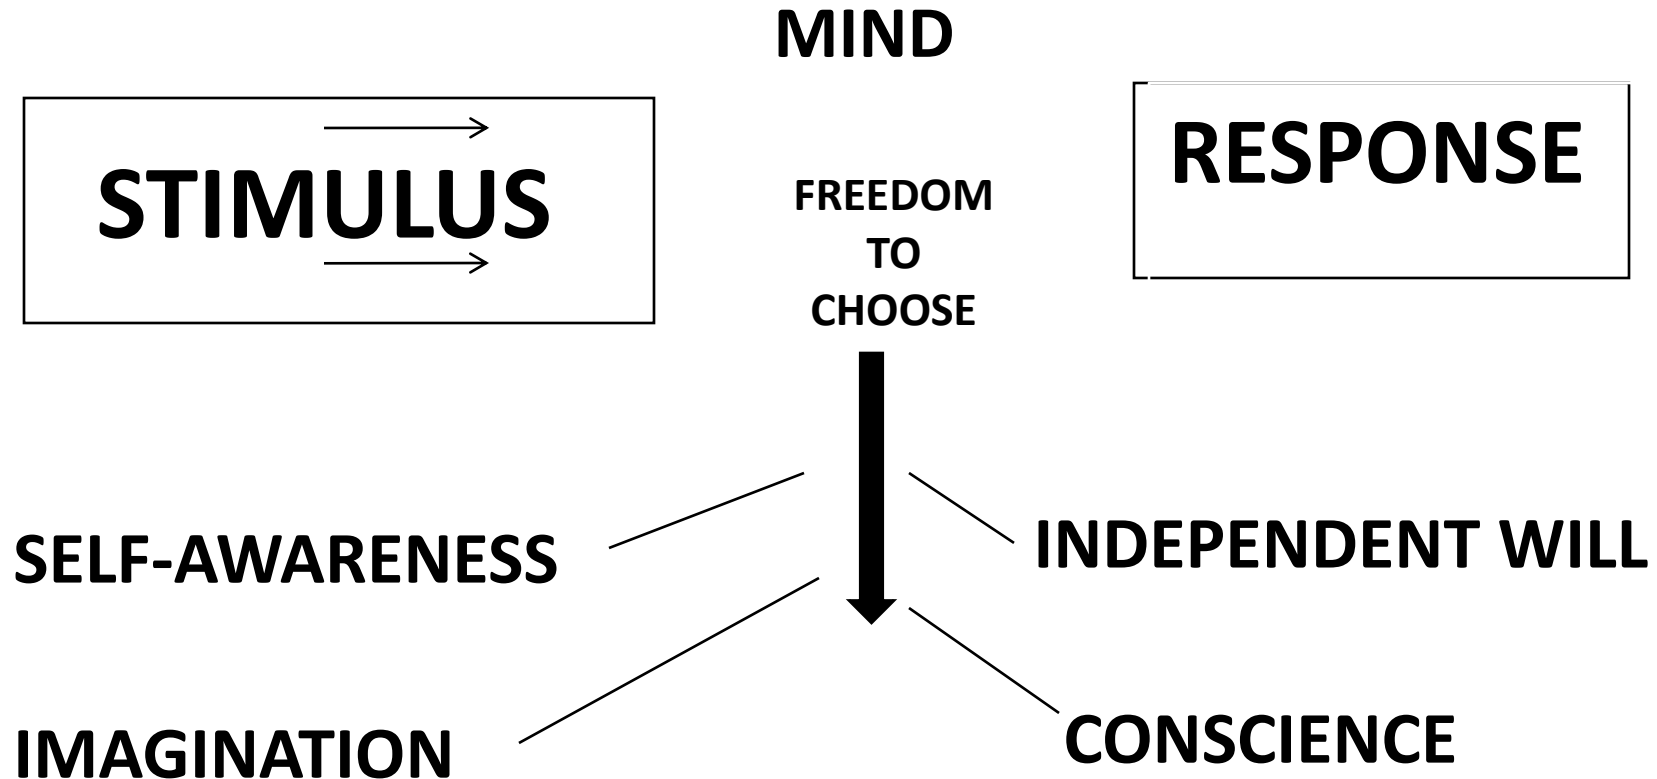 MIND
STIMULUS
FREEDOM
TO
CHOOSE
RESPONSE
SELF-AWARENESS
INDEPENDENT WILL
IMAGINATION
CONSCIENCE